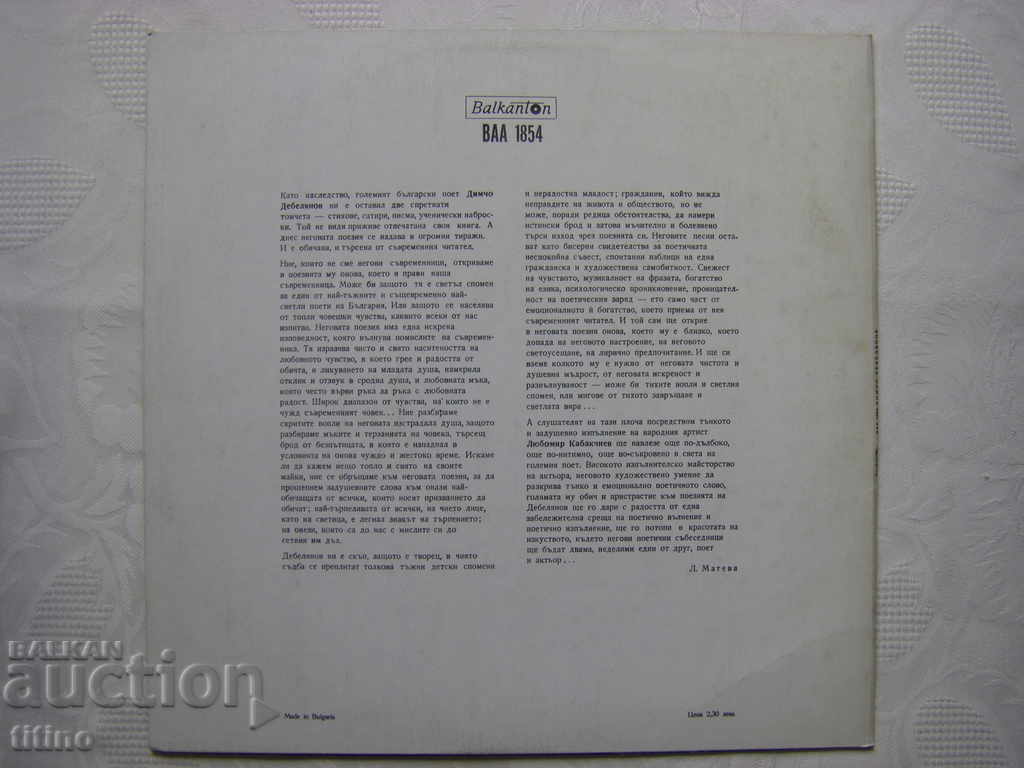 Balkanton
ВАА 1854
Като наследство, големият български поет Димчо
Дебелянов ни е оставил две спретнати
томчета — стихове, сатири, писма, ученически наброс-
ки. Той не видя приживе отпечатана своя книга. А
днес неговата поезия се издава в огромни тиражи.
И е обичана, и търсена от съвременния читател.
Ние, които не сме негови съвременници, откриваме
в поезията му онова, което я прави наша
съвременница. Може би защото тя е светъл спомен
за един от най-тъжните и същевременно най-
светли поети на България. Или защото се населява
от топли човешки чувства, каквито всеки от нас
изпитва. Неговата поезия има една искрена
изповедност, която вълнува помислите на съвремен-
ника. Тя изразява чисто и свято наситеността на
любовното чувство, в което грее и радостта от
обичта, и ликуването на младата душа, намерила
отклик и отзвук в сродна душа, и любовната мъка,
която често върви ръка за ръка с любовната
радост. Широк диапазон от чувства, на които не е
чужд съвременният човек... Ние разбираме
скритите вопли на неговата изстрадала душа, защото
разбираме мъките и терзанията на човека, търсещ
брод от безпътицата, в която е изпаднал в
условията на онова чуждо и жестоко време. Искаме
ли да кажем нещо топло и свято на своите
майки, ние се обръщаме към неговата поезия, за да
прошепнем задушевните слова към онази най-
обичащата от всички, която носят призванието да
обичат; най-търпеливата от всички, на чието лице,
като на светица, е легнал знакът на търпението;
на онези, които са до нас с мислите си до
сетния им дъх.
Дебелянов ни е скъп, защото е творец, в чиято
съдба се преплитат толкова тъжни детски спомени
и нерадостна младост; гражданин, който вижда
неправдите на живота и обществото, но не
може, поради редица обстоятелства, да намери
истински брод и затова мъчително и болезнено
търси изход чрез поезията си. Неговите песни оста-
ват като бисерни свидетелства за поетичната
неспокойна съвест, спонтанни изблици на една
гражданска и художествена самобитност. Свежест
на чувството, музикалност на фразата, богатство
на езика, психологическо проникновение, проницател-
ност на поетическия заряд — ето само част от
емоционалното ѝ богатство, което приема от нея
съвременният читател. И той сам ще открие
в неговата поезия онова, което му е близко, което
допада на неговото настроение, на неговото
светоусещане, на лирично предпочитание. И ще си
вземе колкото му е нужно от неговата чистота и
душевна мъдрост, от неговата искреност и
развълнуваност — може би тихите вопли и светлия
спомен, или мигове от тихото завръщане и
светлата вяра...
А слушателят на тази плоча посредством тънкото
и задушевно изпълнение на народния артист
Любомир Кабакчиев ще навлезе още по-дълбоко,
още по-интимно, още по-съкровено в света на
големия поет. Високото изпълнителско майсторство
на актьора, неговото художествено умение да
разкрива тънко и емоционално поетичното слово,
голямата му обич и пристрастие към поезията на
Дебелянов ще го дари с радостта от една
забележителна среща на поетично вълнение и
поетично изпълнение, ще го потопи в красотата на
изкуството, където негови поетични събеседници
ще бъдат двама, неделими един от друг, поет
и актьор...
Л. Матева
Made in Bulgaria
Цена 2,30 лева
BALKAN
auction
titino